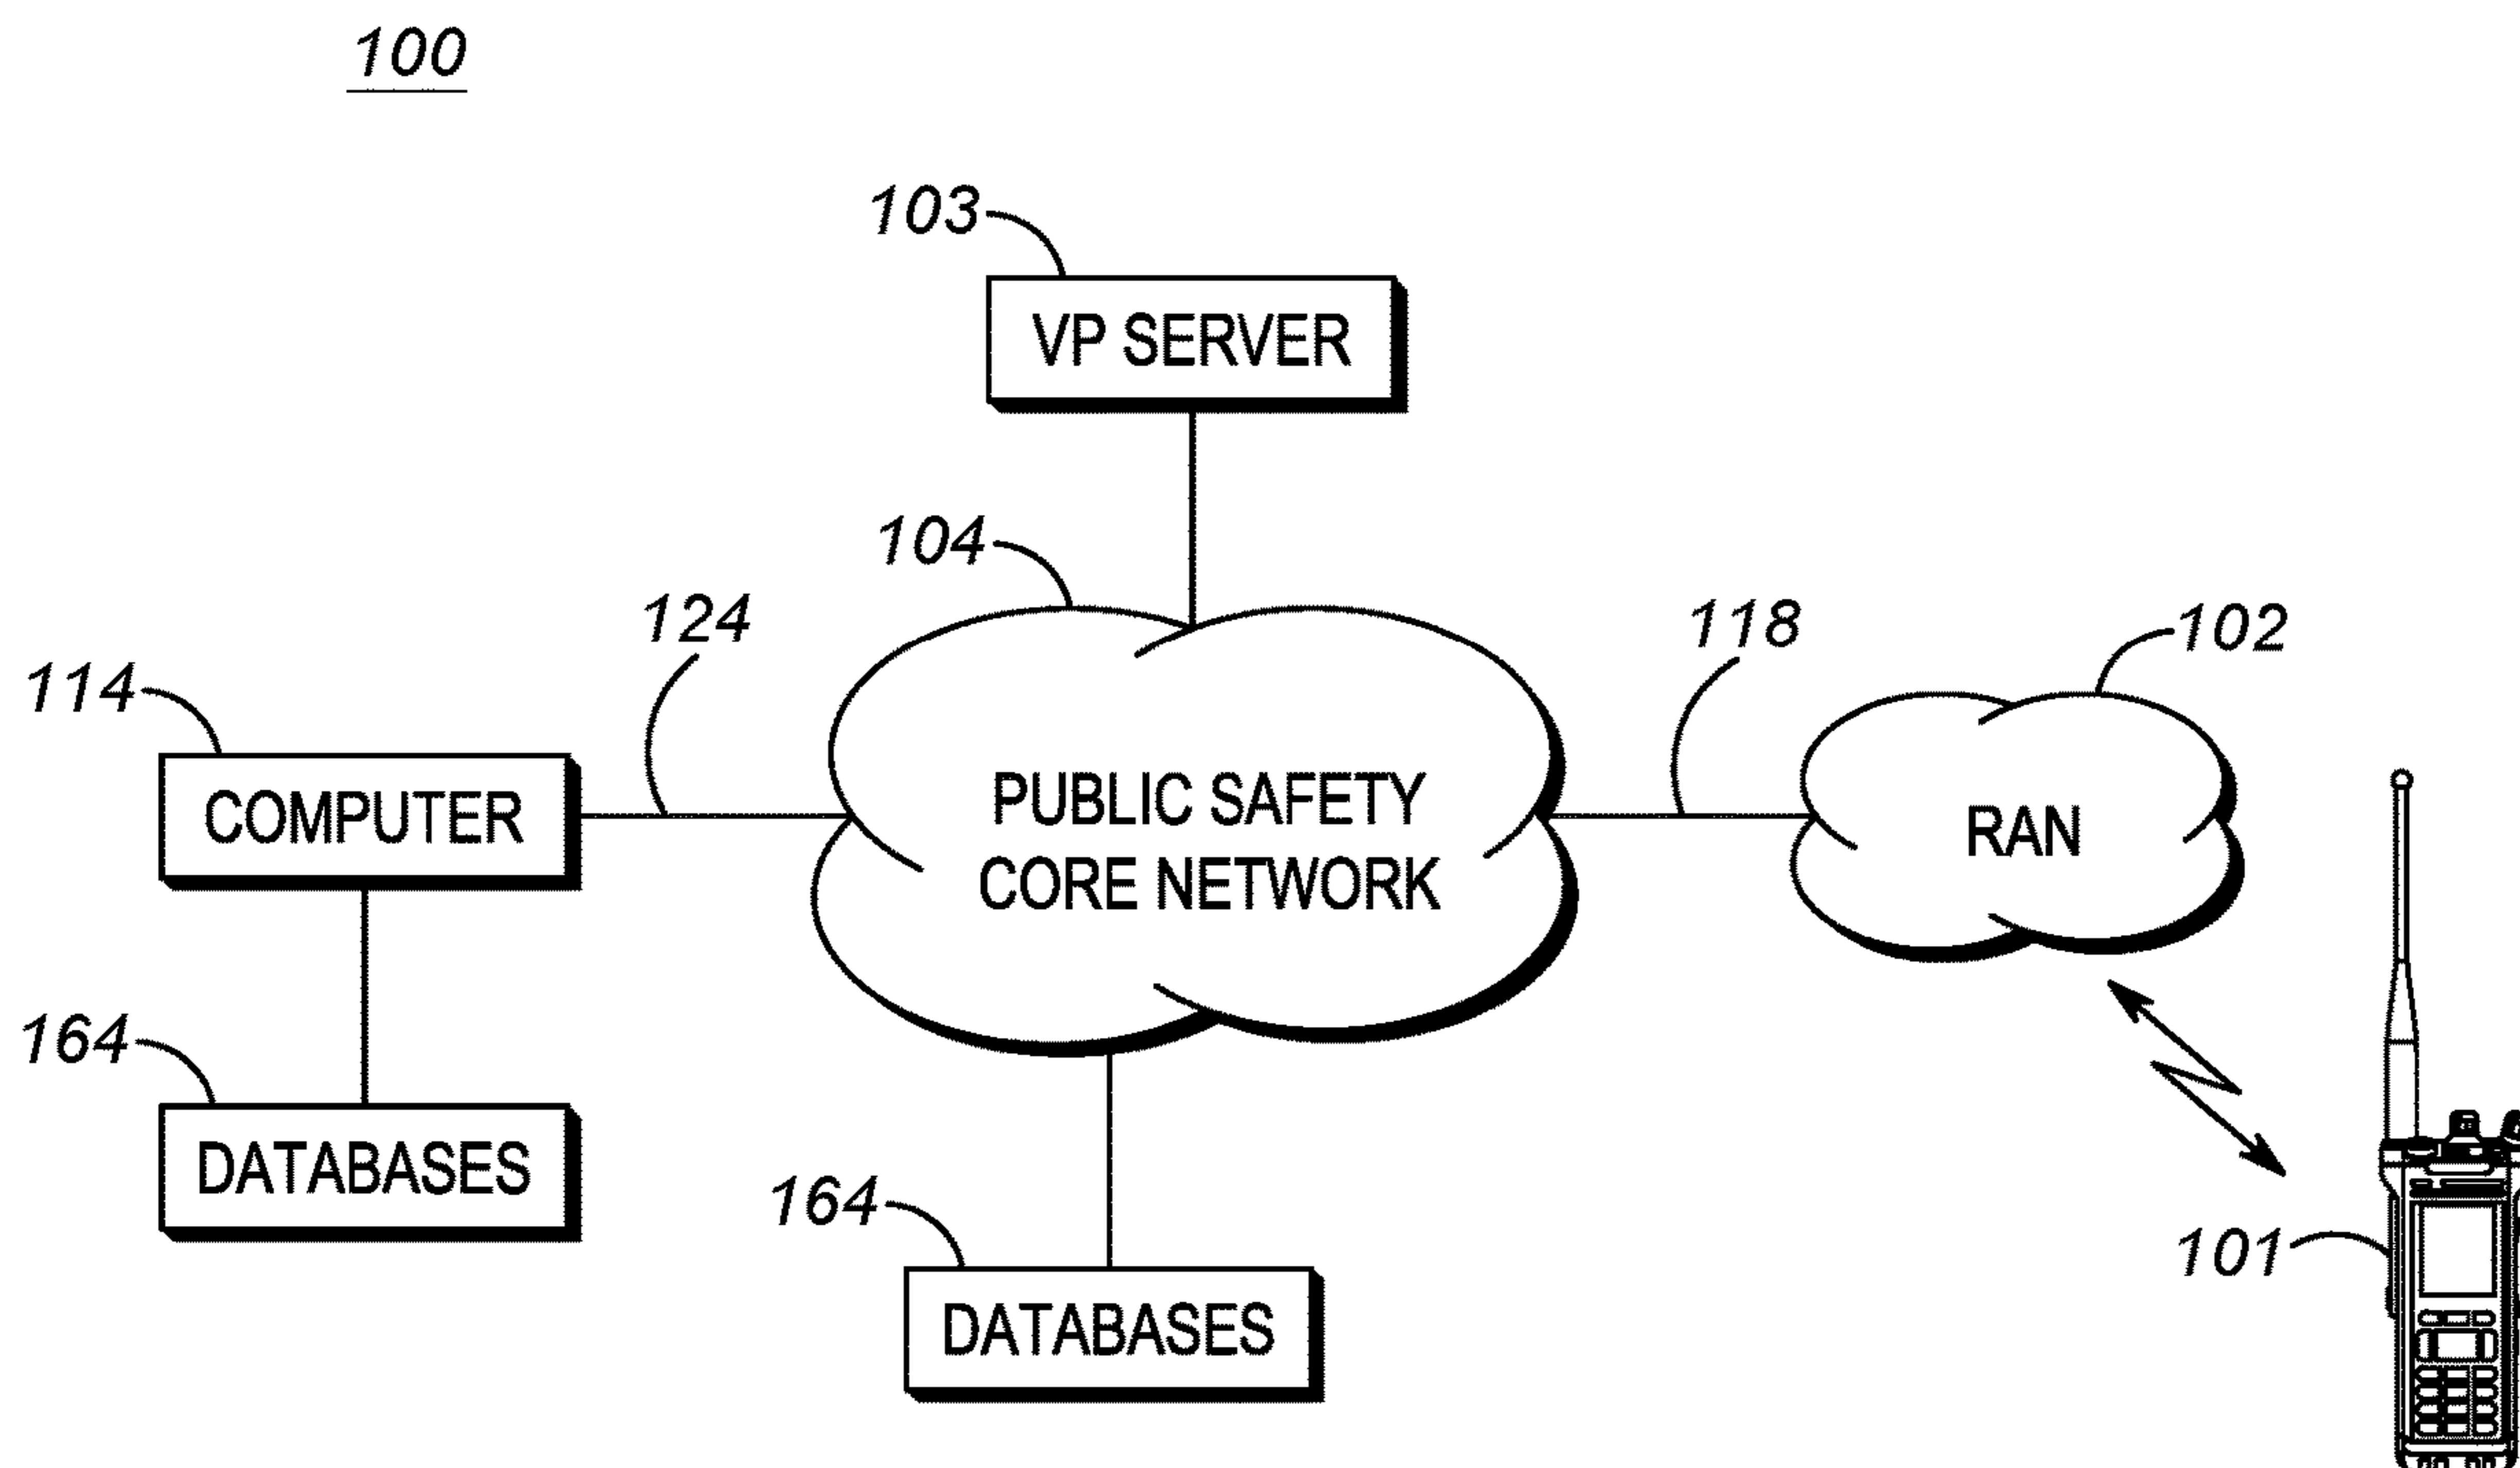 100
103
VP SERVER
104
124
118
102
114
PUBLIC SAFETY
CORE NETWORK
COMPUTER
RAN
164
DATABASES
164
101
DATABASES